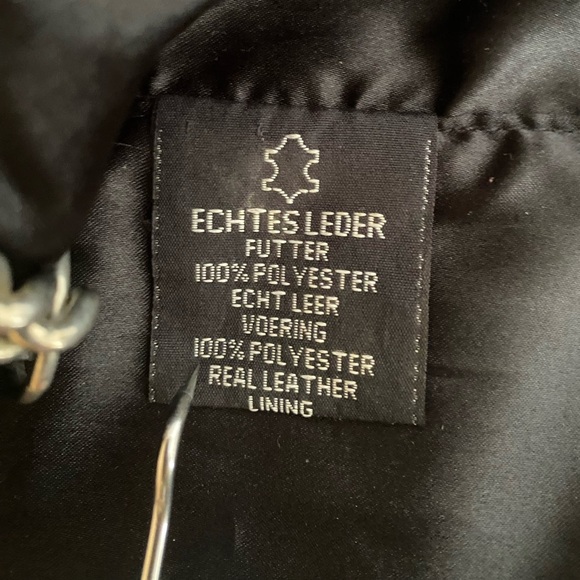 ECHTES LEDER
FUTTER
100% POLYESTER
ECHT LEER
VOERING
100% POLYESTER
REAL LEATHER
LINING